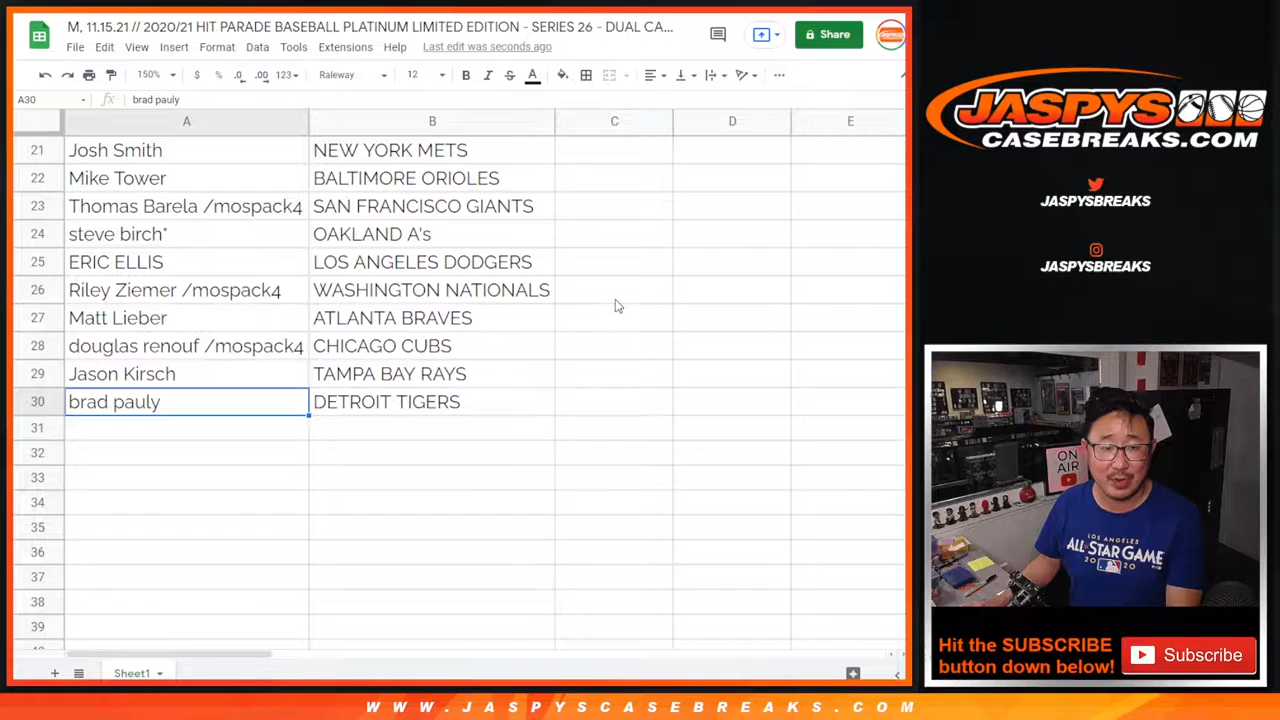 M, 11.15.21 // 2020/21 HIT PARADE BASEBALL PLATINUM LIMITED EDITION - SERIES 26 - DUAL CA...
File Edit View Insert Format Data Tools Extensions Help Last edit was seconds ago
Share
150% $ % .0 .00 123 Raleway 12 B I S A
A30 fx brad pauly
A B C D E
21 Josh Smith NEW YORK METS
22 Mike Tower BALTIMORE ORIOLES
23 Thomas Barela /mospack4 SAN FRANCISCO GIANTS
24 steve birch* OAKLAND A's
25 ERIC ELLIS LOS ANGELES DODGERS
26 Riley Ziemer /mospack4 WASHINGTON NATIONALS
27 Matt Lieber ATLANTA BRAVES
28 douglas renouf /mospack4 CHICAGO CUBS
29 Jason Kirsch TAMPA BAY RAYS
30 brad pauly DETROIT TIGERS
31
32
33
34
35
36
37
38
39
Sheet1
JASPYS
CASEBREAKS.COM
JASPYSBREAKS
JASPYSBREAKS
ON
AIR
LOS ANGELES
ALL STAR GAME
2020
Hit the SUBSCRIBE
button down below!
Subscribe
WWW.JASPYSCASEBREAKS.COM